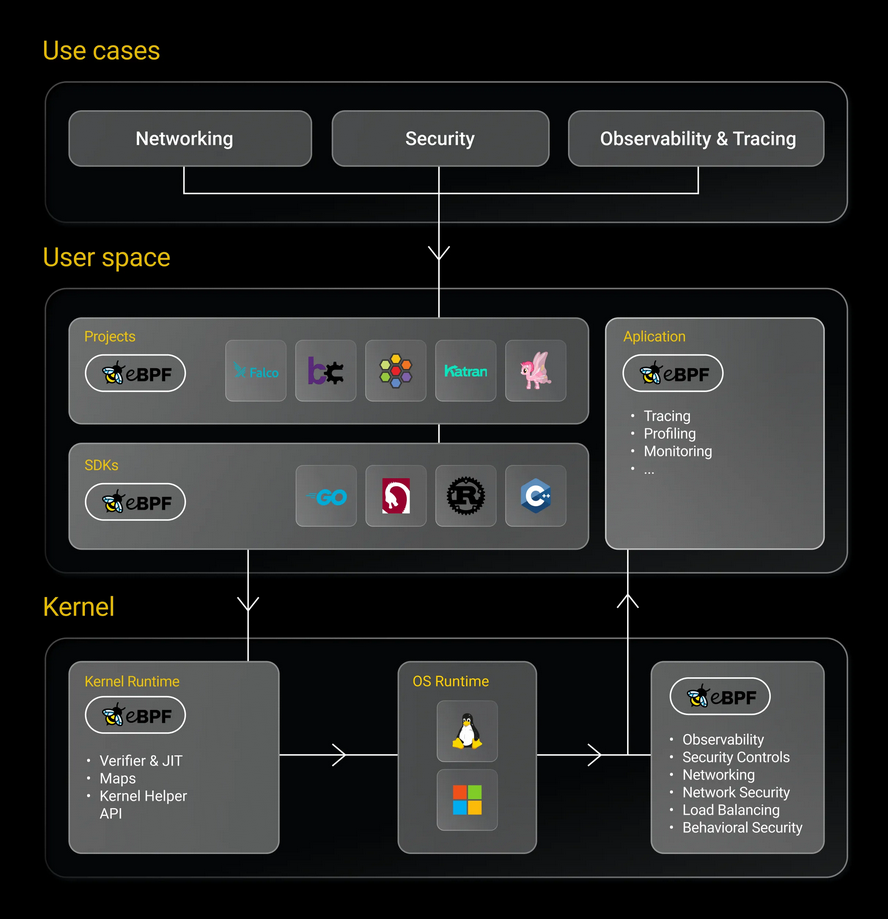 Use cases
Networking
Security
Observability & Tracing
User space
Projects
eBPF
Falco
bc
Katran
Aplication
eBPF
• Tracing
• Profiling
• Monitoring
• ...
SDKs
eBPF
GO
R
C++
Kernel
Kernel Runtime
eBPF
• Verifier & JIT
• Maps
• Kernel Helper
API
OS Runtime
eBPF
• Observability
• Security Controls
• Networking
• Network Security
• Load Balancing
• Behavioral Security